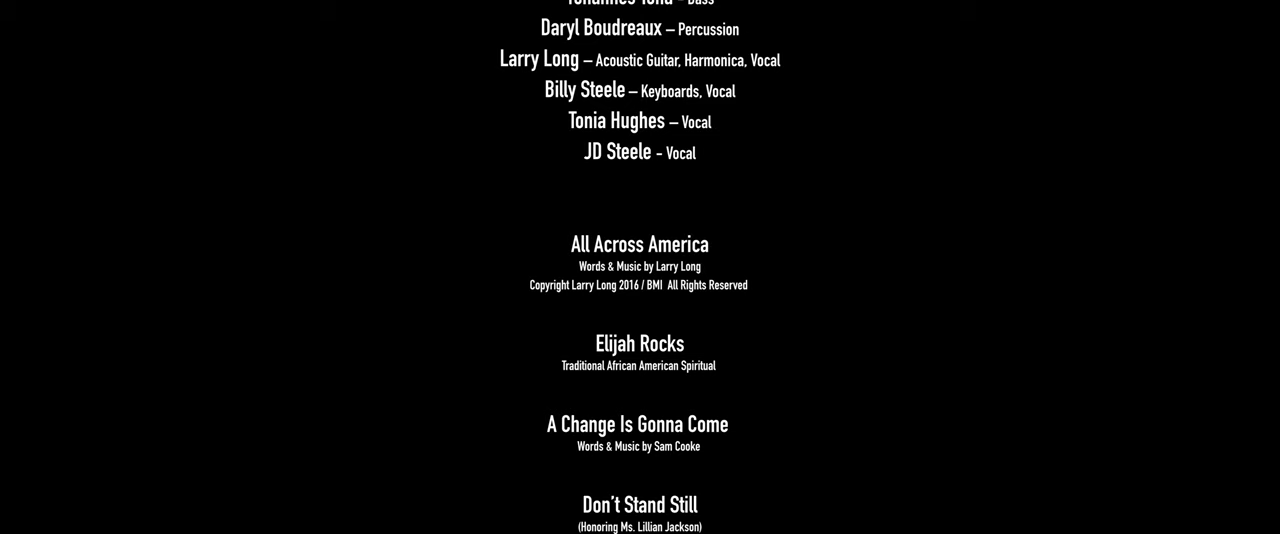 Daryl Boudreaux – Percussion
Larry Long – Acoustic Guitar, Harmonica, Vocal
Billy Steele – Keyboards, Vocal
Tonia Hughes – Vocal
JD Steele - Vocal
All Across America
Words & Music by Larry Long
Copyright Larry Long 2016 / BMI  All Rights Reserved
Elijah Rocks
Traditional African American Spiritual
A Change Is Gonna Come
Words & Music by Sam Cooke
Don’t Stand Still
(Honoring Ms. Lillian Jackson)